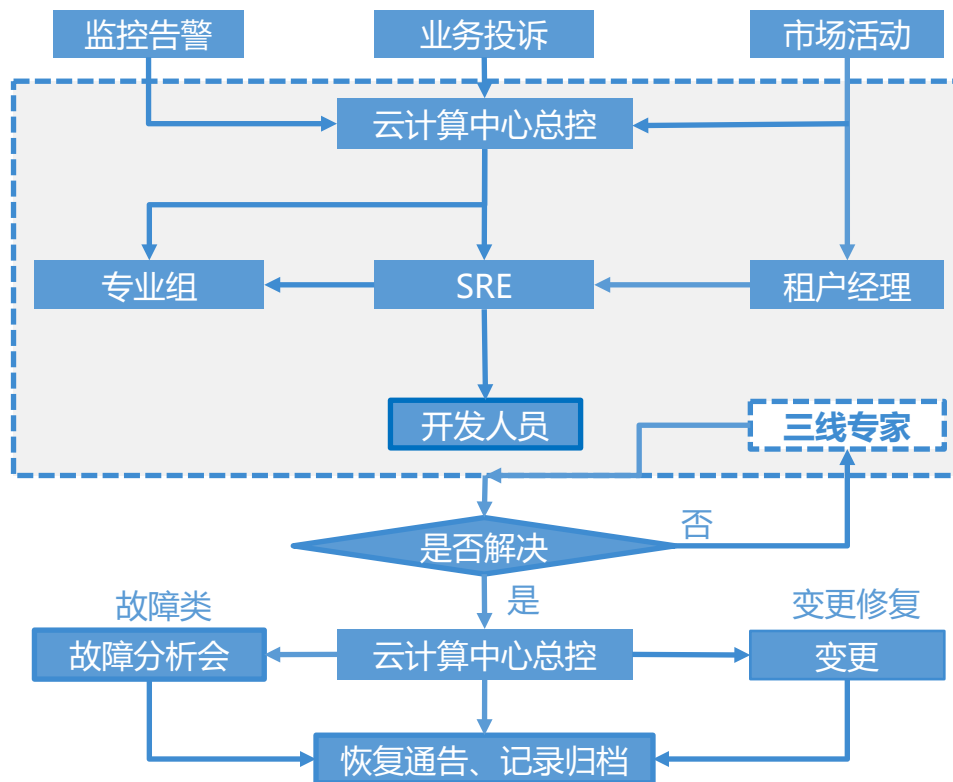 监控告警
业务投诉
市场活动
云计算中心总控
专业组
SRE
租户经理
开发人员
三线专家
是否解决
否
是
故障类
变更修复
故障分析会
云计算中心总控
变更
恢复通告、记录归档